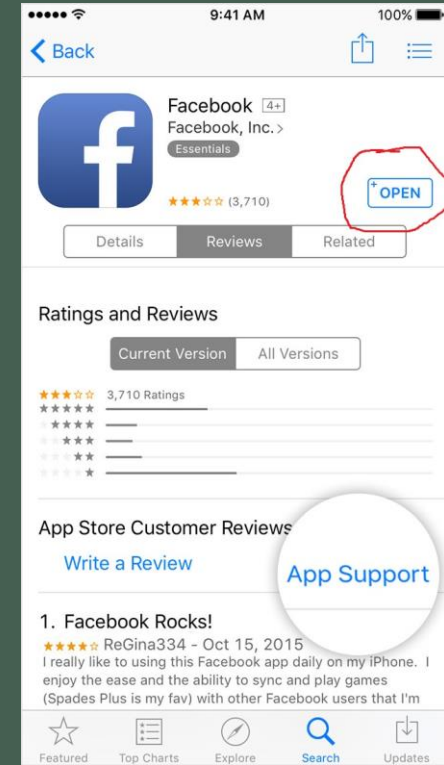 9:41 AM 100%
Back
Facebook 4+
Facebook, Inc. >
Essentials
(3,710)
+ OPEN
Details Reviews Related
Ratings and Reviews
Current Version All Versions
3,710 Ratings
App Store Customer Reviews
Write a Review
App Support
1. Facebook Rocks!
ReGina334 - Oct 15, 2015
I really like to using this Facebook app daily on my iPhone. I
enjoy the ease and the ability to sync and play games
(Spades Plus is my fav) with other Facebook users that I'm
Featured Top Charts Explore Search Updates